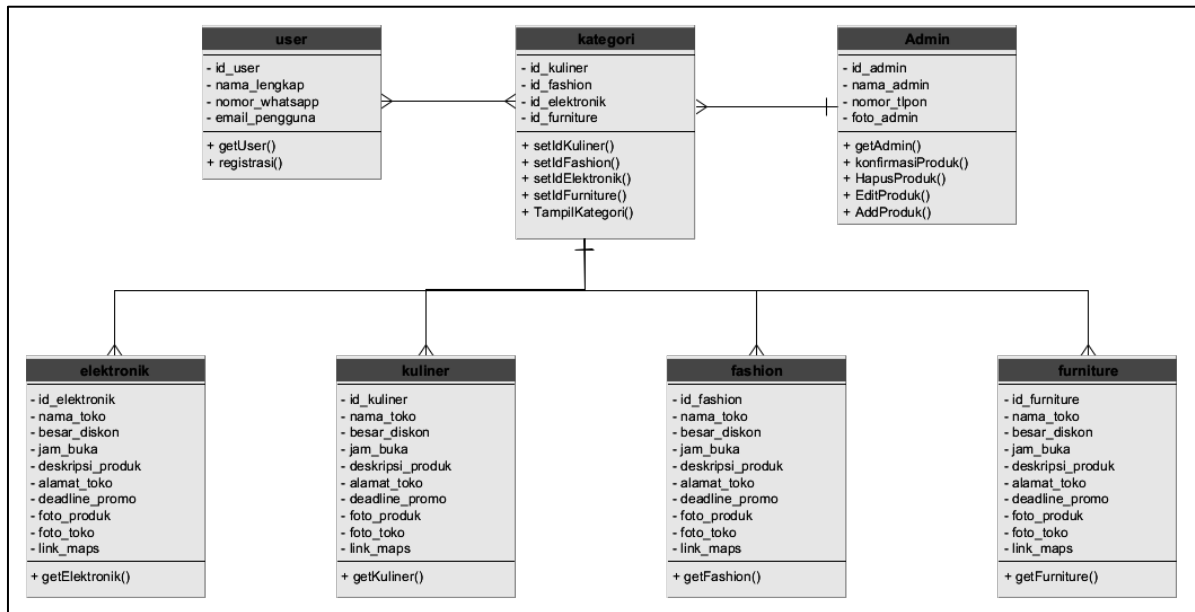 user
- id_user
- nama_lengkap
- nomor_whatsapp
- email_pengguna
+ getUser()
+ registrasi()
kategori
- id_kuliner
- id_fashion
- id_elektronik
- id_furniture
+ setIdKuliner()
+ setIdFashion()
+ setIdElektronik()
+ setIdFurniture()
+ TampilKategori()
Admin
- id_admin
- nama_admin
- nomor_tlpon
- foto_admin
+ getAdmin()
+ konfirmasiProduk()
+ HapusProduk()
+ EditProduk()
+ AddProduk()
elektronik
- id_elektronik
- nama_toko
- besar_diskon
- jam_buka
- deskripsi_produk
- alamat_toko
- deadline_promo
- foto_produk
- foto_toko
- link_maps
+ getElektronik()
kuliner
- id_kuliner
- nama_toko
- besar_diskon
- jam_buka
- deskripsi_produk
- alamat_toko
- deadline_promo
- foto_produk
- foto_toko
- link_maps
+ getKuliner()
fashion
- id_fashion
- nama_toko
- besar_diskon
- jam_buka
- deskripsi_produk
- alamat_toko
- deadline_promo
- foto_produk
- foto_toko
- link_maps
+ getFashion()
furniture
- id_furniture
- nama_toko
- besar_diskon
- jam_buka
- deskripsi_produk
- alamat_toko
- deadline_promo
- foto_produk
- foto_toko
- link_maps
+ getFurniture()